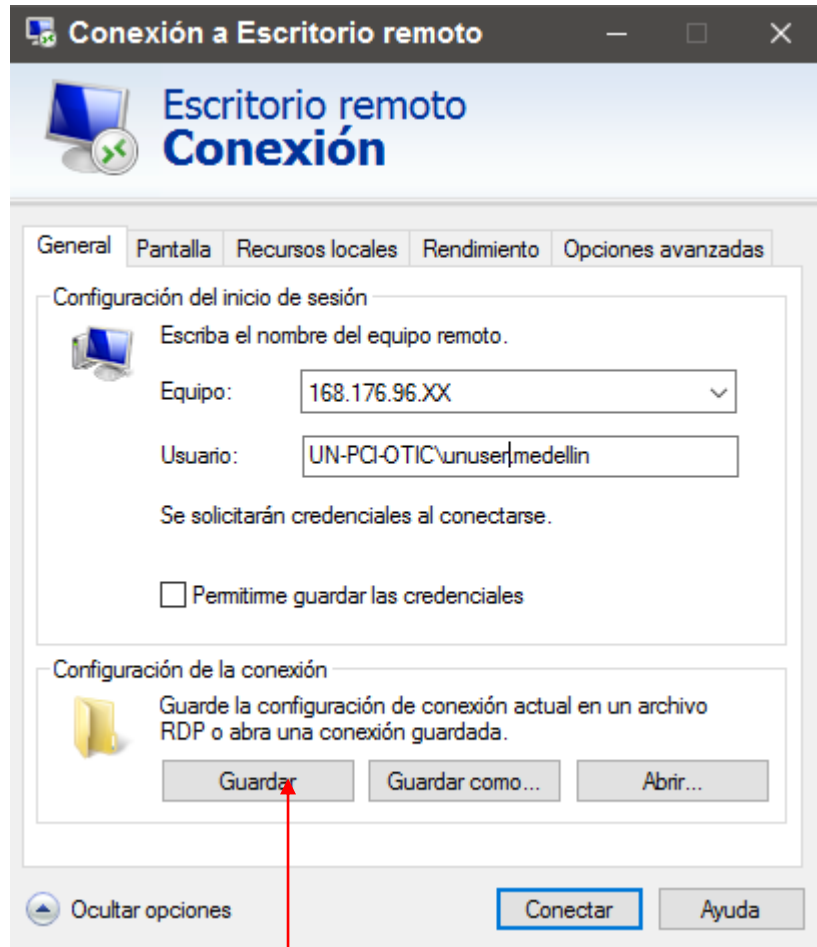 Conexión a Escritorio remoto
Escritorio remoto
Conexión
General Pantalla Recursos locales Rendimiento Opciones avanzadas
Configuración del inicio de sesión
Escriba el nombre del equipo remoto.
Equipo: 168.176.96.XX
Usuario: UN-PCI-OTIC\unuser.medellin
Se solicitarán credenciales al conectarse.
Permitirme guardar las credenciales
Configuración de la conexión
Guarde la configuración de conexión actual en un archivo
RDP o abra una conexión guardada.
Guardar Guardar como... Abrir...
Ocultar opciones Conectar Ayuda